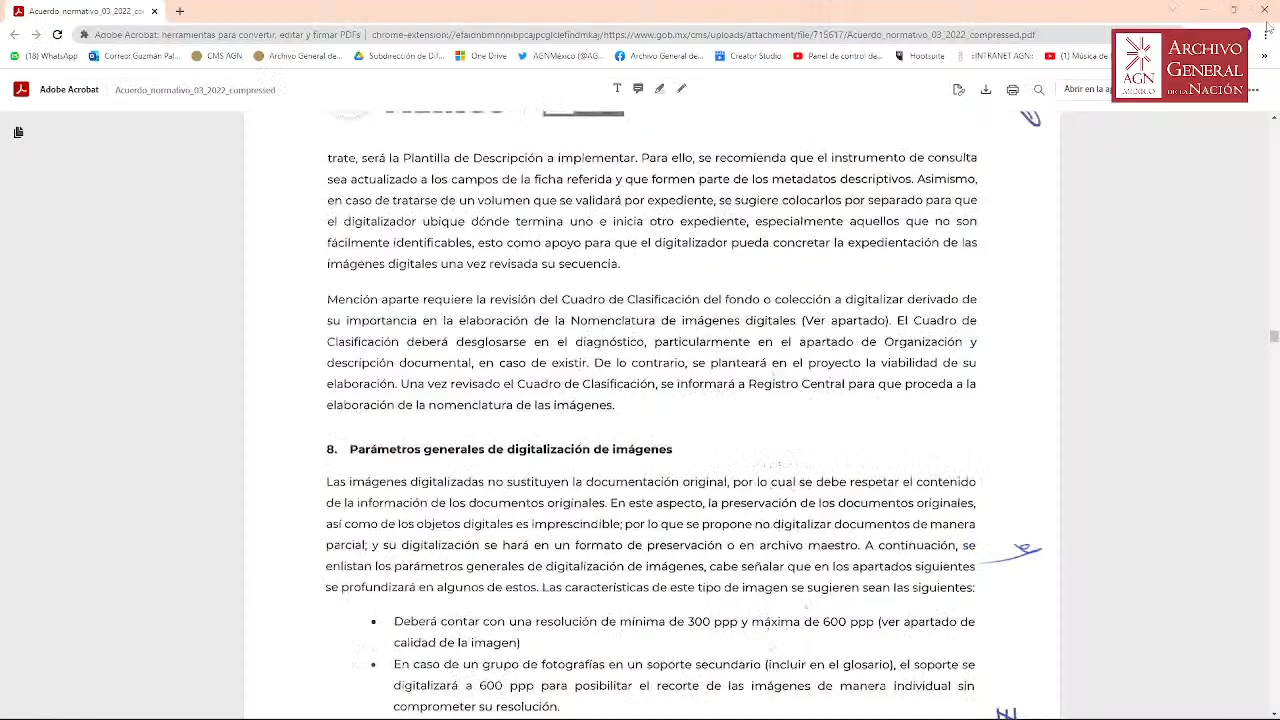 Acuerdo_normativo_03_2022_co
Adobe Acrobat: herramientas para convertir, editar y firmar PDFs | chrome-extension://efaidnbmnnnibpcajpcglclefindmkaj/https://www.gob.mx/cms/uploads/attachment/file/715617/Acuerdo_normativo_03_2022_compressed.pdf
(18) WhatsApp Correo: Guzmán Pal... CMS AGN Archivo General de... Subdirección de Dif... One Drive AGNMéxico (@AG... Archivo General de... Creator Studio Panel de control de... Hootsuite INTRANET AGN: (1) Música de
ARCHIVO
GENERAL
DE LA NACIÓN
AGN
MÉXICO
Adobe Acrobat Acuerdo_normativo_03_2022_compressed Abrir en la ap
trate, será la Plantilla de Descripción a implementar. Para ello, se recomienda que el instrumento de consulta
sea actualizado a los campos de la ficha referida y que formen parte de los metadatos descriptivos. Asimismo,
en caso de tratarse de un volumen que se validará por expediente, se sugiere colocarlos por separado para que
el digitalizador ubique dónde termina uno e inicia otro expediente, especialmente aquellos que no son
fácilmente identificables, esto como apoyo para que el digitalizador pueda concretar la expedientación de las
imágenes digitales una vez revisada su secuencia.
Mención aparte requiere la revisión del Cuadro de Clasificación del fondo o colección a digitalizar derivado de
su importancia en la elaboración de la Nomenclatura de imágenes digitales (Ver apartado). El Cuadro de
Clasificación deberá desglosarse en el diagnóstico, particularmente en el apartado de Organización y
descripción documental, en caso de existir. De lo contrario, se planteará en el proyecto la viabilidad de su
elaboración. Una vez revisado el Cuadro de Clasificación, se informará a Registro Central para que proceda a la
elaboración de la nomenclatura de las imágenes.
8. Parámetros generales de digitalización de imágenes
Las imágenes digitalizadas no sustituyen la documentación original, por lo cual se debe respetar el contenido
de la información de los documentos originales. En este aspecto, la preservación de los documentos originales,
así como de los objetos digitales es imprescindible; por lo que se propone no digitalizar documentos de manera
parcial; y su digitalización se hará en un formato de preservación o en archivo maestro. A continuación, se
enlistan los parámetros generales de digitalización de imágenes, cabe señalar que en los apartados siguientes
se profundizará en algunos de estos. Las características de este tipo de imagen se sugieren sean las siguientes:
• Deberá contar con una resolución de mínima de 300 ppp y máxima de 600 ppp (ver apartado de
calidad de la imagen)
• En caso de un grupo de fotografías en un soporte secundario (incluir en el glosario), el soporte se
digitalizará a 600 ppp para posibilitar el recorte de las imágenes de manera individual sin
comprometer su resolución.